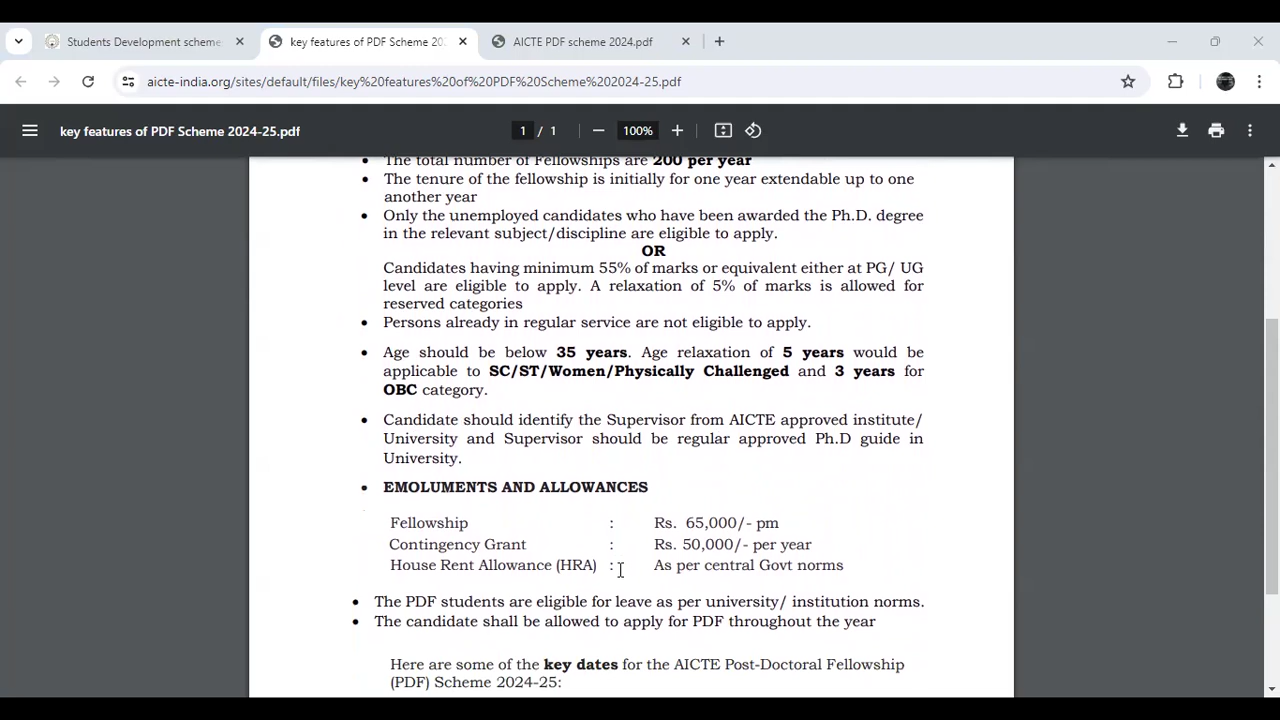 Students Development scheme
key features of PDF Scheme 202
AICTE PDF scheme 2024.pdf
aicte-india.org/sites/default/files/key%20features%20of%20PDF%20Scheme%202024-25.pdf
key features of PDF Scheme 2024-25.pdf
1 / 1
100%
• The total number of Fellowships are 200 per year
• The tenure of the fellowship is initially for one year extendable up to one
another year
• Only the unemployed candidates who have been awarded the Ph.D. degree
in the relevant subject/discipline are eligible to apply.
OR
Candidates having minimum 55% of marks or equivalent either at PG/ UG
level are eligible to apply. A relaxation of 5% of marks is allowed for
reserved categories
• Persons already in regular service are not eligible to apply.
• Age should be below 35 years. Age relaxation of 5 years would be
applicable to SC/ST/Women/Physically Challenged and 3 years for
OBC category.
• Candidate should identify the Supervisor from AICTE approved institute/
University and Supervisor should be regular approved Ph.D guide in
University.
• EMOLUMENTS AND ALLOWANCES
Fellowship : Rs. 65,000/- pm
Contingency Grant : Rs. 50,000/- per year
House Rent Allowance (HRA) : As per central Govt norms
• The PDF students are eligible for leave as per university/ institution norms.
• The candidate shall be allowed to apply for PDF throughout the year
Here are some of the key dates for the AICTE Post-Doctoral Fellowship
(PDF) Scheme 2024-25: